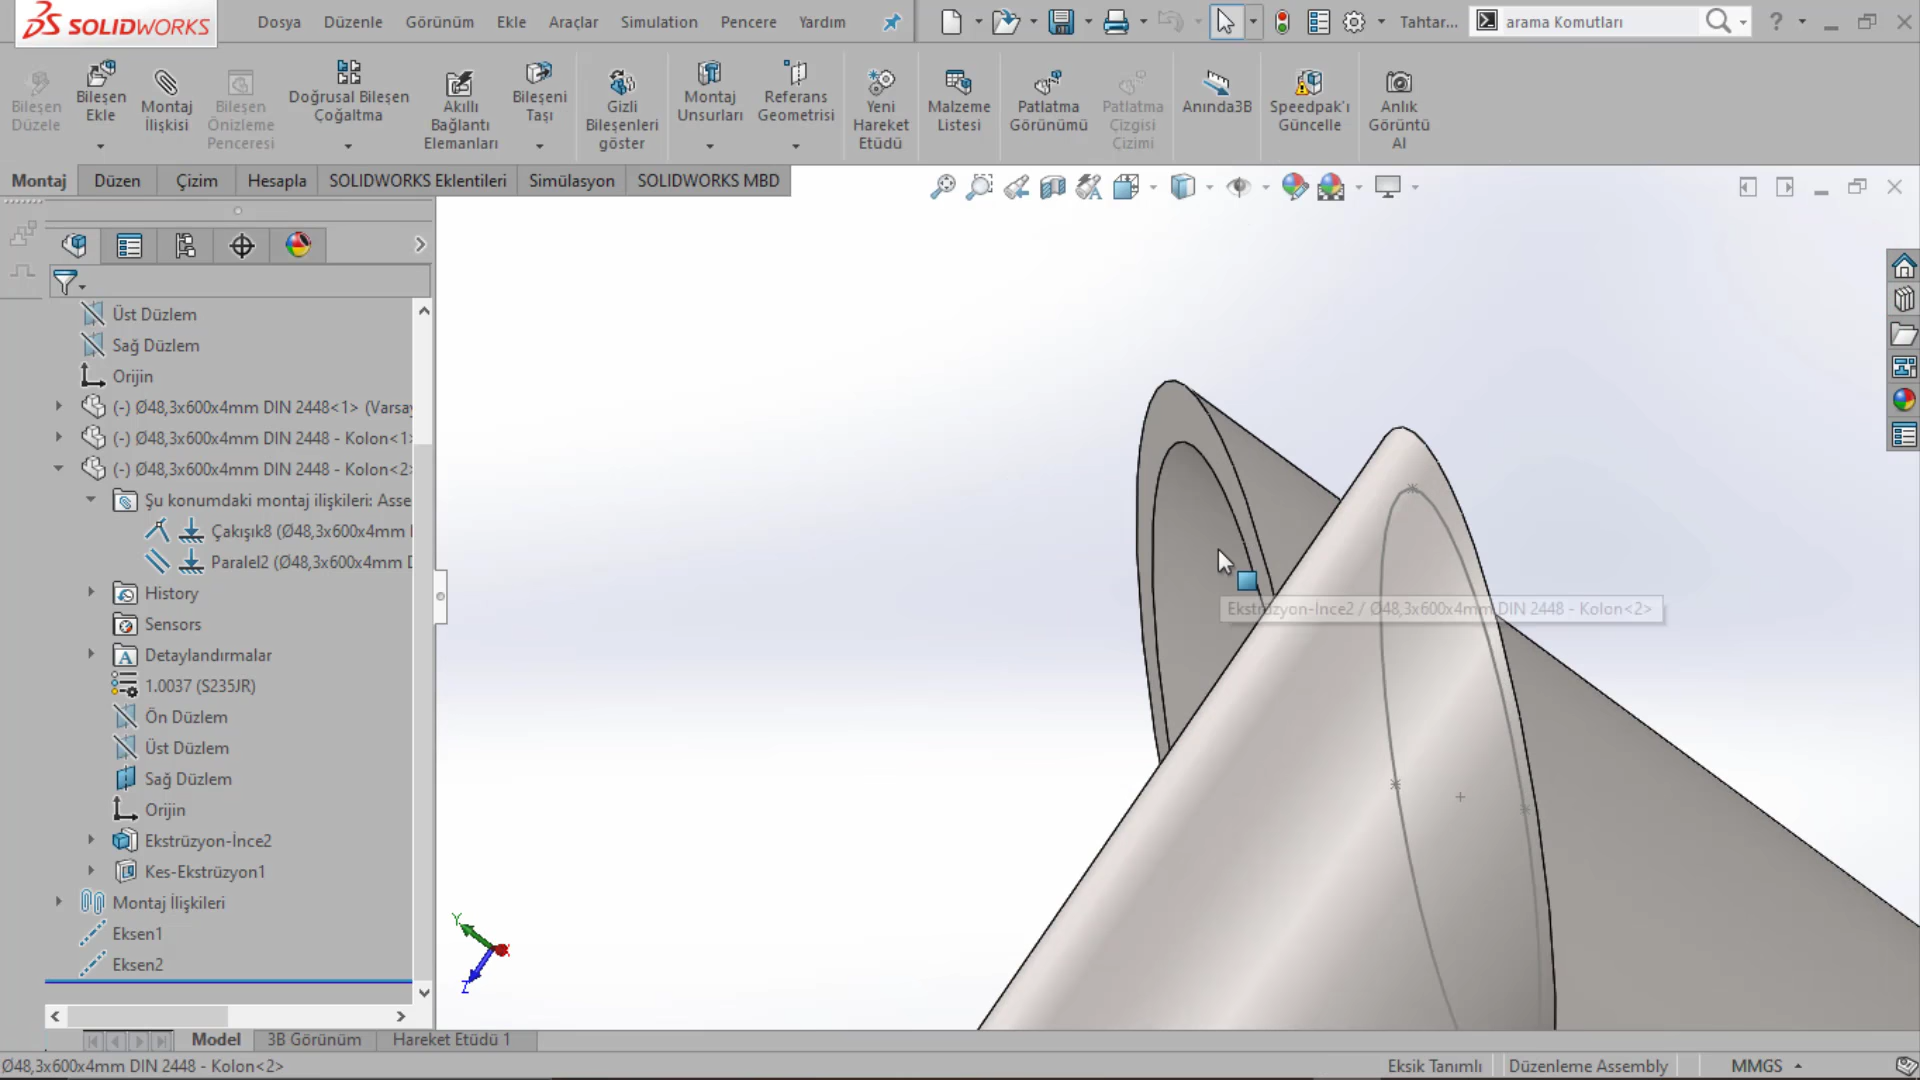 SOLIDWORKS
Dosya Düzenle Görünüm Ekle Araçlar Simulation Pencere Yardım
Tahtar...
arama Komutları
Bileşen Düzele
Bileşen Ekle
Montaj İlişkisi
Bileşen Önizleme Penceresi
Doğrusal Bileşen Çoğaltma
Akıllı Bağlantı Elemanları
Bileşeni Taşı
Gizli Bileşenleri göster
Montaj Unsurları
Referans Geometrisi
Yeni Hareket Etüdü
Malzeme Listesi
Patlatma Görünümü
Patlatma Çizgisi Çizimi
Anında3B
Speedpak'ı Güncelle
Anlık Görüntü Al
Montaj Düzen Çizim Hesapla SOLIDWORKS Eklentileri Simülasyon SOLIDWORKS MBD
Üst Düzlem
Sağ Düzlem
Orijin
(-) Ø48,3x600x4mm DIN 2448<1> (Varsay
(-) Ø48,3x600x4mm DIN 2448 - Kolon<1>
(-) Ø48,3x600x4mm DIN 2448 - Kolon<2>
Şu konumdaki montaj ilişkileri: Asse
Çakışık8 (Ø48,3x600x4mm
Paralel2 (Ø48,3x600x4mm D
History
Sensors
Detaylandırmalar
1.0037 (S235JR)
Ön Düzlem
Üst Düzlem
Sağ Düzlem
Orijin
Ekstrüzyon-İnce2
Kes-Ekstrüzyon1
Montaj İlişkileri
Eksen1
Eksen2
Ekstrüzyon-İnce2 / Ø48,3x600x4mm DIN 2448 - Kolon<2>
Y
X
Z
Model 3B Görünüm Hareket Etüdü 1
Ø48,3x600x4mm DIN 2448 - Kolon<2>
Eksik Tanımlı Düzenleme Assembly MMGS